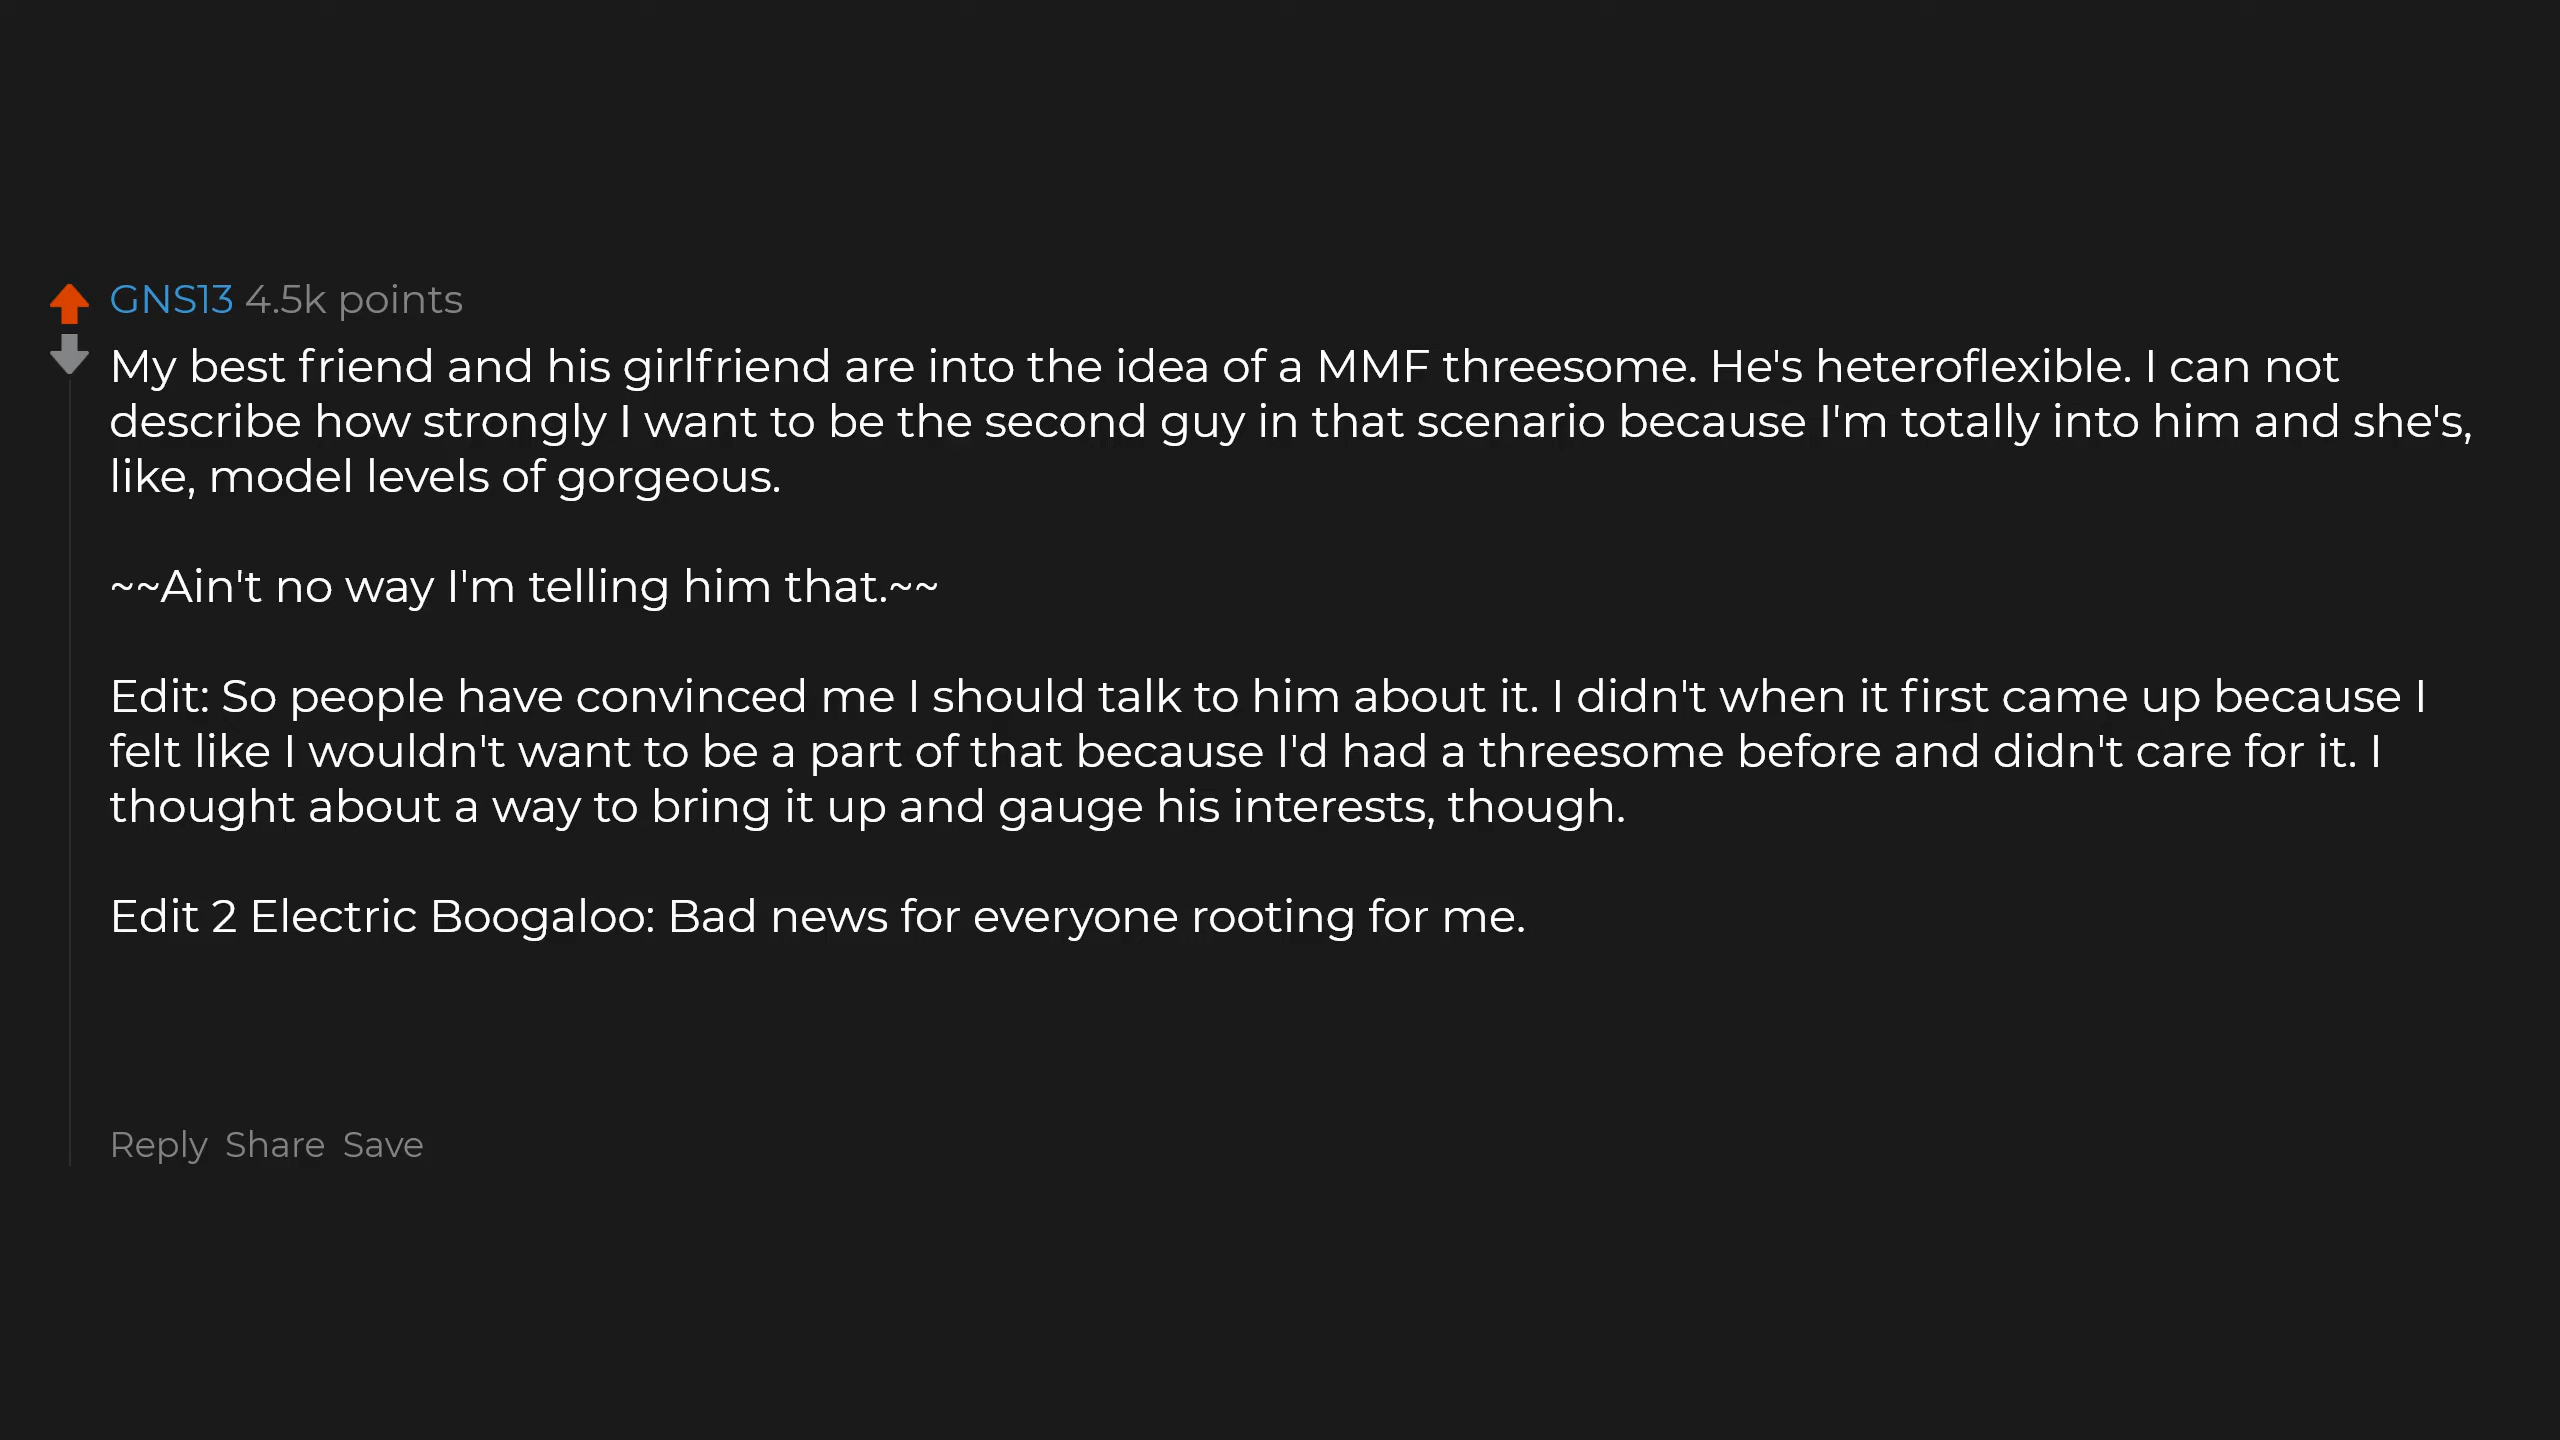 GNS13 4.5k points
My best friend and his girlfriend are into the idea of a MMF threesome. He's heteroflexible. I can not
describe how strongly I want to be the second guy in that scenario because I'm totally into him and she's,
like, model levels of gorgeous.
~~Ain't no way I'm telling him that.~~
Edit: So people have convinced me I should talk to him about it. I didn't when it first came up because I
felt like I wouldn't want to be a part of that because I'd had a threesome before and didn't care for it. I
thought about a way to bring it up and gauge his interests, though.
Edit 2 Electric Boogaloo: Bad news for everyone rooting for me.
Reply Share Save